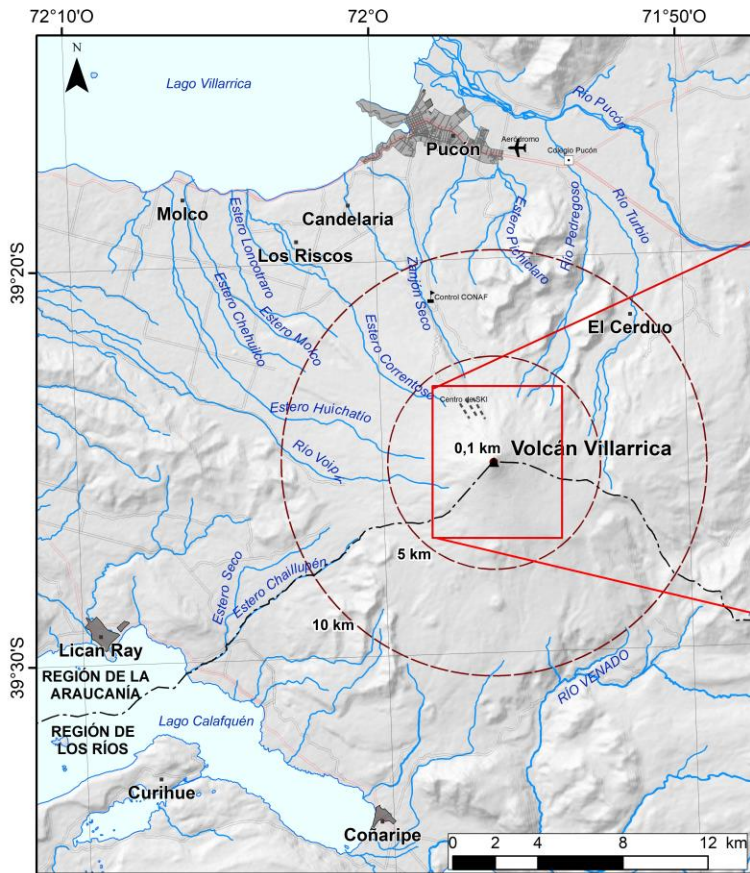 72°10'O
72°O
71°50'O
N
Lago Villarrica
Río Pucón
Aeródromo
Pucón
Colegio Pucón
Molco
Candelaria
Los Riscos
Estero Loncotraro
Estero Pichiclaro
Río Pedregoso
Río Turbio
39°20'S
Zanjón Seco
Control CONAF
El Cerduo
Estero Chehuilco
Estero Molco
Estero Correntoso
Centro de SKI
Estero Huichatio
Río Voipir
0,1 km
Volcán Villarrica
5 km
Estero Seco
Estero Chaillupén
10 km
Lican Ray
39°30'S
REGIÓN DE LA
ARAUCANÍA
RÍO VENADO
REGIÓN DE
LOS RÍOS
Lago Calafquén
Curihue
Coñaripe
0 2 4 8 12 km